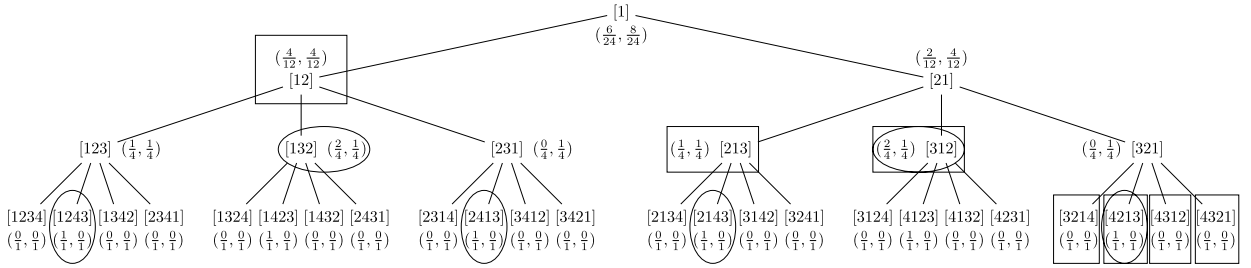 [1]
(6/24, 8/24)
(4/12, 4/12) (2/12, 4/12)
[12] [21]
[123] (1/4, 1/4) [132] (2/4, 1/4) [231] (0/4, 1/4) (1/4, 1/4) [213] (2/4, 1/4) [312] (0/4, 1/4) [321]
[1234] [1243] [1342] [2341] [1324] [1423] [1432] [2431] [2314] [2413] [3412] [3421] [2134] [2143] [3142] [3241] [3124] [4123] [4132] [4231] [3214] [4213] [4312] [4321]
(0/1, 0/1) (1/1, 0/1) (0/1, 0/1) (0/1, 0/1) (0/1, 0/1) (1/1, 0/1) (0/1, 0/1) (0/1, 0/1) (0/1, 0/1) (1/1, 0/1) (0/1, 0/1) (0/1, 0/1) (0/1, 0/1) (1/1, 0/1) (0/1, 0/1) (0/1, 0/1) (0/1, 0/1) (1/1, 0/1) (0/1, 0/1) (0/1, 0/1) (0/1, 0/1) (1/1, 0/1) (0/1, 0/1) (0/1, 0/1)